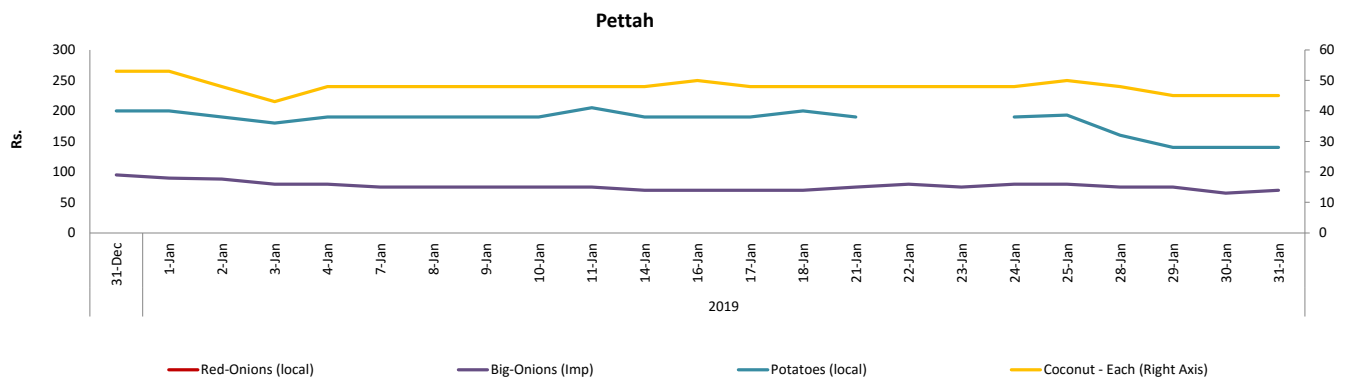 Pettah
300
250
200
150
100
50
0
Rs.
60
50
40
30
20
10
0
31-Dec
1-Jan
2-Jan
3-Jan
4-Jan
7-Jan
8-Jan
9-Jan
10-Jan
11-Jan
14-Jan
16-Jan
17-Jan
18-Jan
21-Jan
22-Jan
23-Jan
24-Jan
25-Jan
28-Jan
29-Jan
30-Jan
31-Jan
2019
Red-Onions (local) Big-Onions (Imp) Potatoes (local) Coconut - Each (Right Axis)